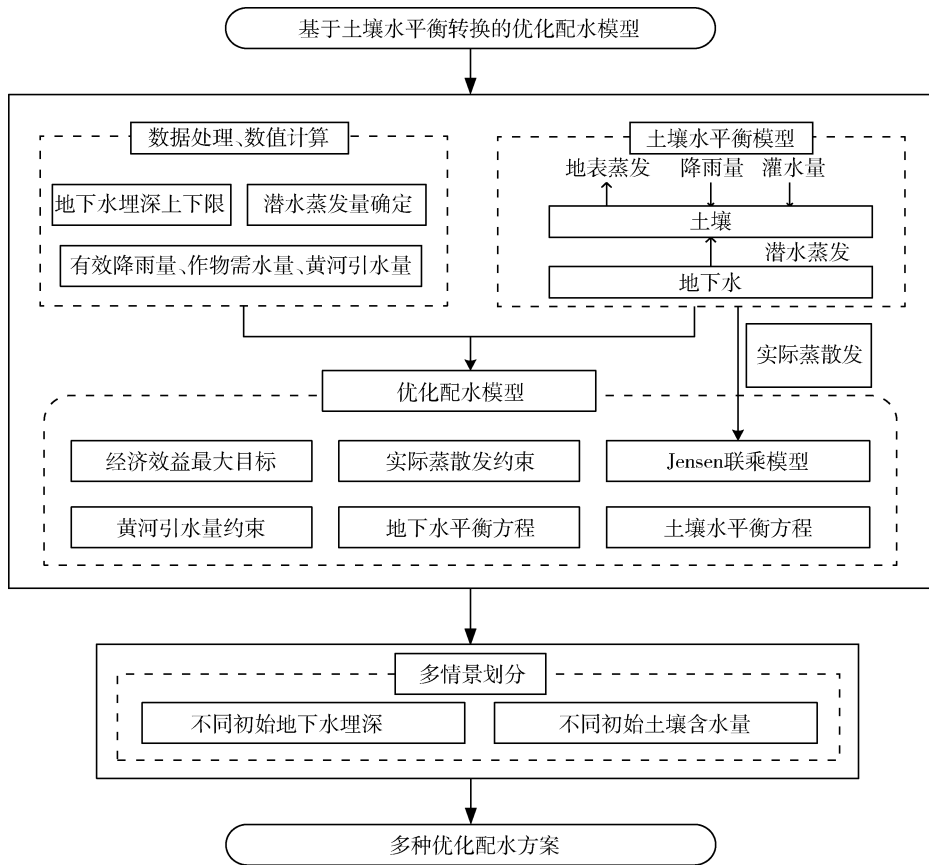 基于土壤水平衡转换的优化配水模型
数据处理、数值计算
地下水埋深上下限
潜水蒸发量确定
有效降雨量、作物需水量、黄河引水量
土壤水平衡模型
地表蒸发
降雨量
灌水量
土壤
潜水蒸发
地下水
实际蒸散发
优化配水模型
经济效益最大目标
实际蒸散发约束
Jensen联乘模型
黄河引水量约束
地下水平衡方程
土壤水平衡方程
多情景划分
不同初始地下水埋深
不同初始土壤含水量
多种优化配水方案